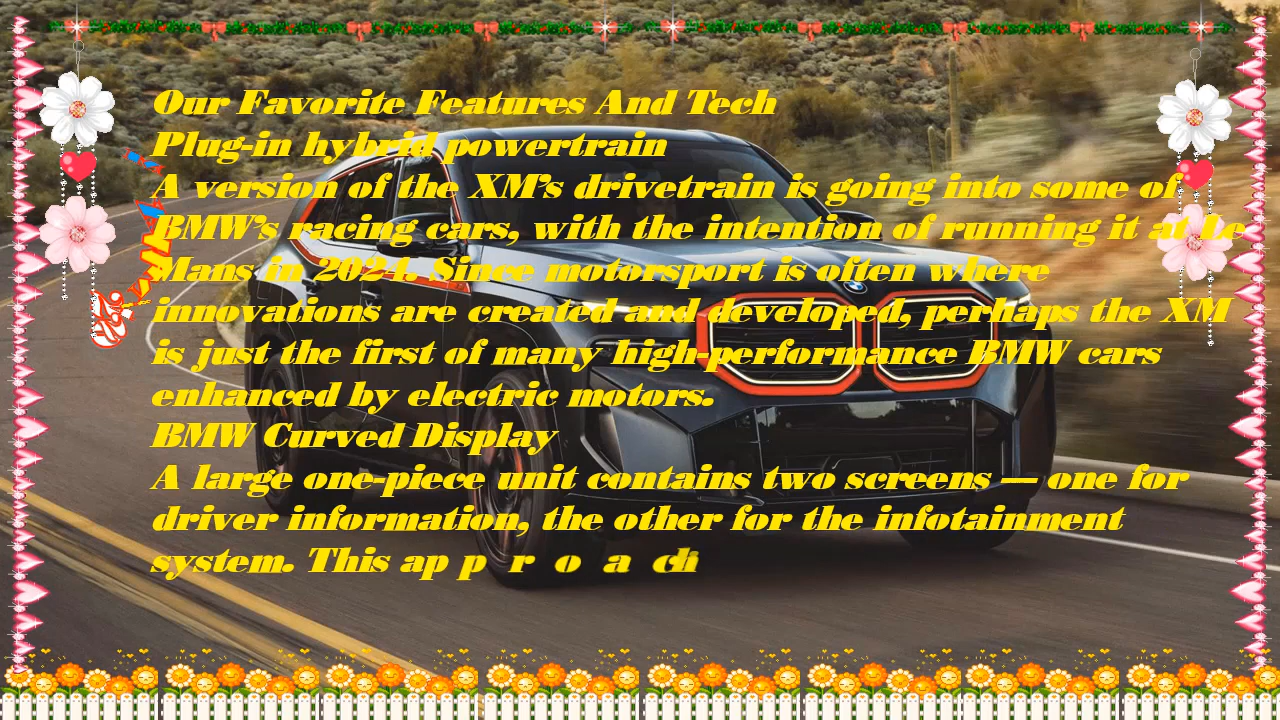 Our Favorite Features And Tech
Plug-in hybrid powertrain
A version of the XM’s drivetrain is going into some of
BMW’s racing cars, with the intention of running it at Le
Mans in 2024. Since motorsport is often where
innovations are created and developed, perhaps the XM
is just the first of many high-performance BMW cars
enhanced by electric motors.
BMW Curved Display
A large one-piece unit contains two screens — one for
driver information, the other for the infotainment
system. This ap p r o a c